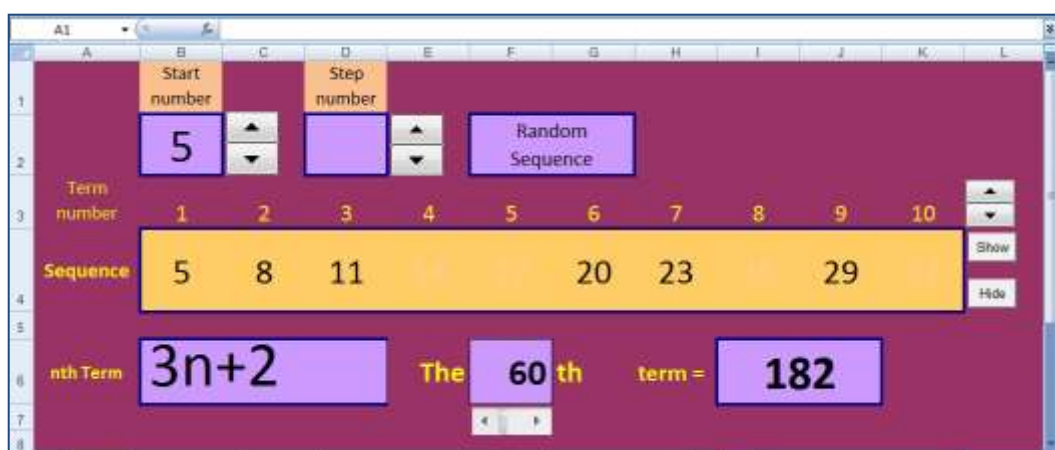 A1
A B C D E F G H I J K L
Start Step
number number
1
5 Random
Sequence
2
Term
number 1 2 3 4 5 6 7 8 9 10
3
Show
Sequence 5 8 11 20 23 29
Hide
4
5
nth Term 3n+2 The 60 th term = 182
6
7
8